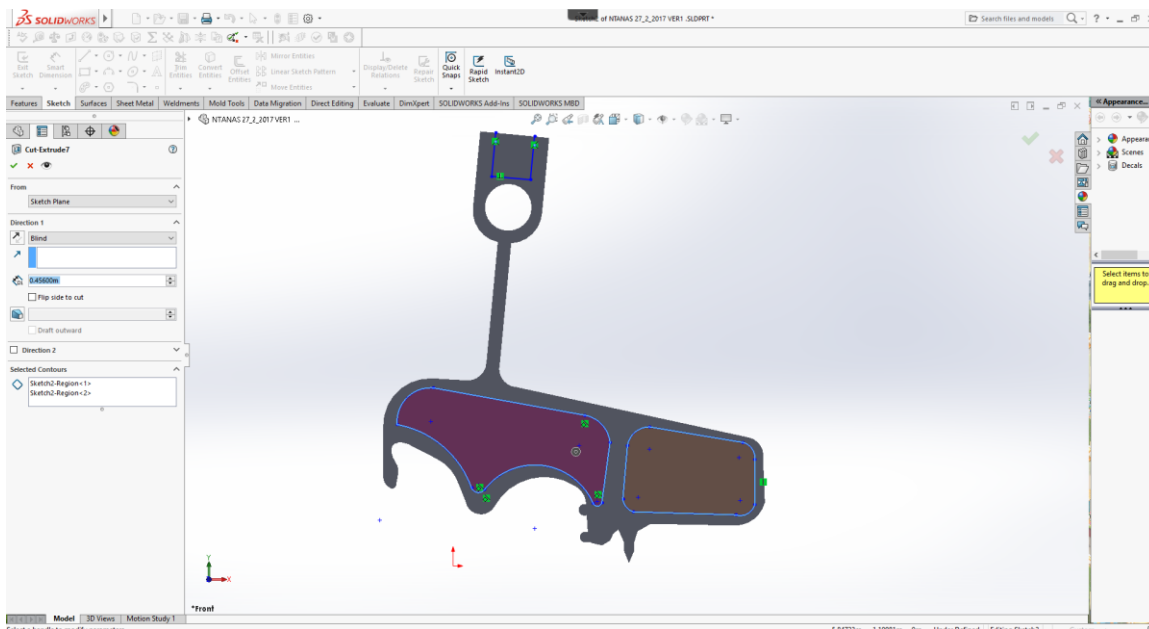 SOLIDWORKS
Sketch2 of NTANAS 27_2_2017 VER1 .SLDPRT *
Search files and models
Exit Sketch
Smart Dimension
Trim Entities
Convert Entities
Offset Entities
Mirror Entities
Linear Sketch Pattern
Move Entities
Display/Delete Relations
Repair Sketch
Quick Snaps
Rapid Sketch
Instant2D
Features Sketch Surfaces Sheet Metal Weldments Mold Tools Data Migration Direct Editing Evaluate DimXpert SOLIDWORKS Add-Ins SOLIDWORKS MBD
NTANAS 27_2_2017 VER1 ...
Cut-Extrude7
From
Sketch Plane
Direction 1
Blind
0.45600m
Flip side to cut
Draft outward
Direction 2
Selected Contours
Sketch2-Region<1>
Sketch2-Region<2>
Appearance...
Appeara
Scenes
Decals
Select items to
drag and drop.
Y
X
*Front
Model 3D Views Motion Study 1